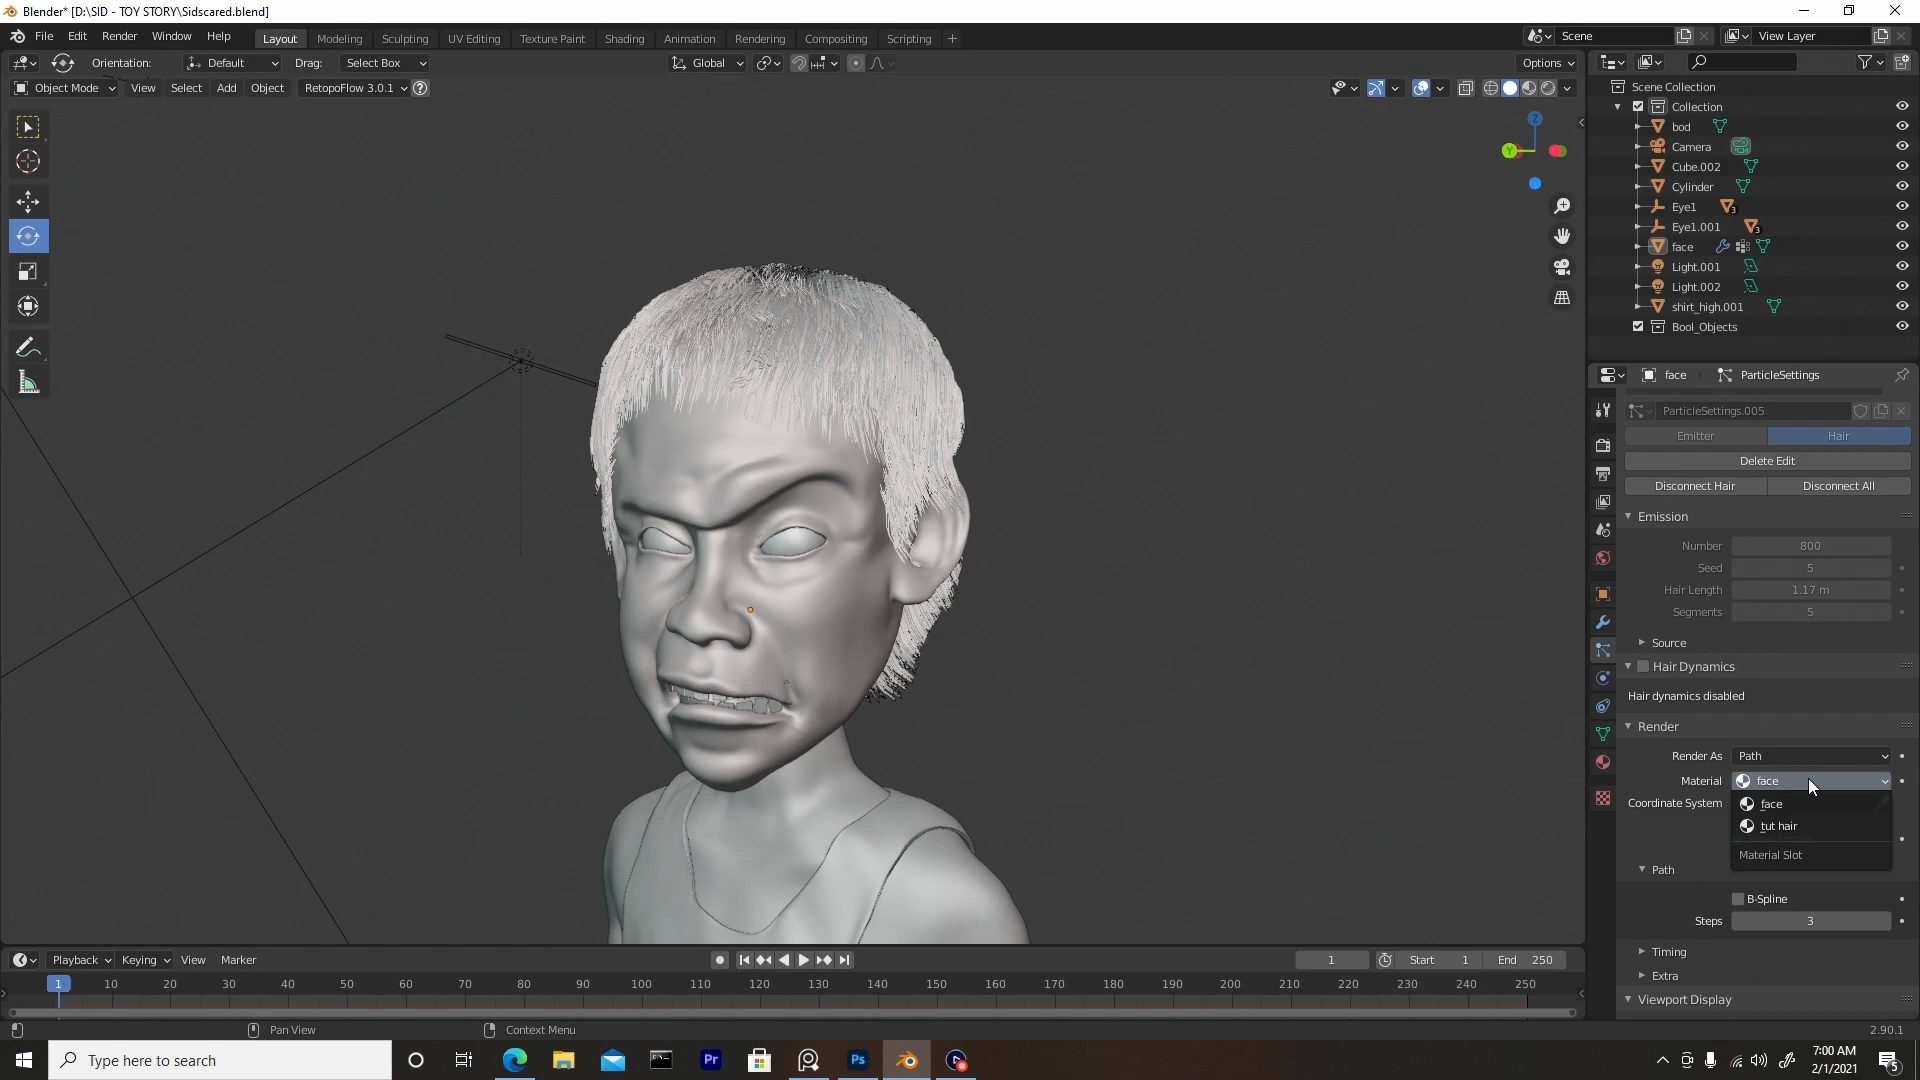 Blender* [D:\SID - TOY STORY\Sidscared.blend]
File Edit Render Window Help
Layout Modeling Sculpting UV Editing Texture Paint Shading Animation Rendering Compositing Scripting +
Scene
View Layer
Orientation: Default Drag: Select Box
Global
Options
Object Mode View Select Add Object RetopoFlow 3.0.1 ?
Z
Y
Scene Collection
Collection
bod
Camera
Cube.002
Cylinder
Eye1 3
Eye1.001 3
face
Light.001
Light.002
shirt_high.001
Bool_Objects
face ParticleSettings
ParticleSettings.005
Emitter Hair
Delete Edit
Disconnect Hair Disconnect All
Emission
Number 800
Seed 5
Hair Length 1.17 m
Segments 5
Source
Hair Dynamics
Hair dynamics disabled
Render
Render As Path
Material face
Coordinate System
face
tut hair
Material Slot
Path
B-Spline
Steps 3
Timing
Extra
Viewport Display
Playback Keying View Marker
1 Start 1 End 250
1 10 20 30 40 50 60 70 80 90 100 110 120 130 140 150 160 170 180 190 200 210 220 230 240 250
Pan View Context Menu
2.90.1
Type here to search
Pr
Ps
7:00 AM
2/1/2021
5